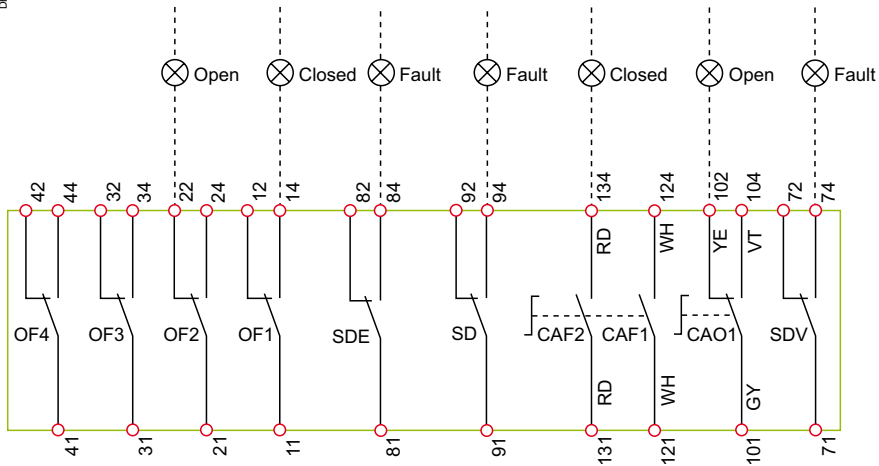 Open Closed Fault Fault Closed Open Fault
42 44 32 34 22 24 12 14 82 84 92 94 134 124 102 104 72 74
RD WH YE VT
OF4 OF3 OF2 OF1 SDE SD CAF2 CAF1 CAO1 SDV
RD WH GY
41 31 21 11 81 91 131 121 101 71